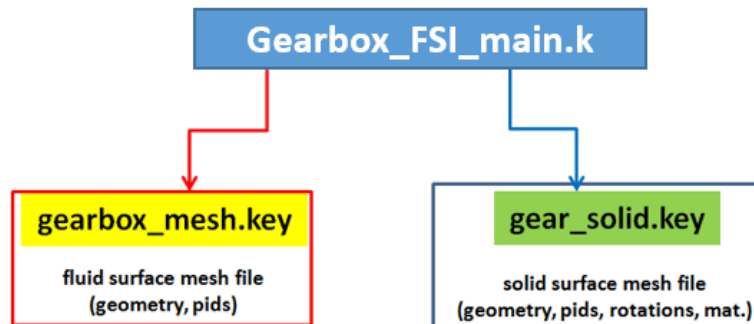 Gearbox_FSI_main.k
gearbox_mesh.key
fluid surface mesh file
(geometry, pids)
gear_solid.key
solid surface mesh file
(geometry, pids, rotations, mat.)